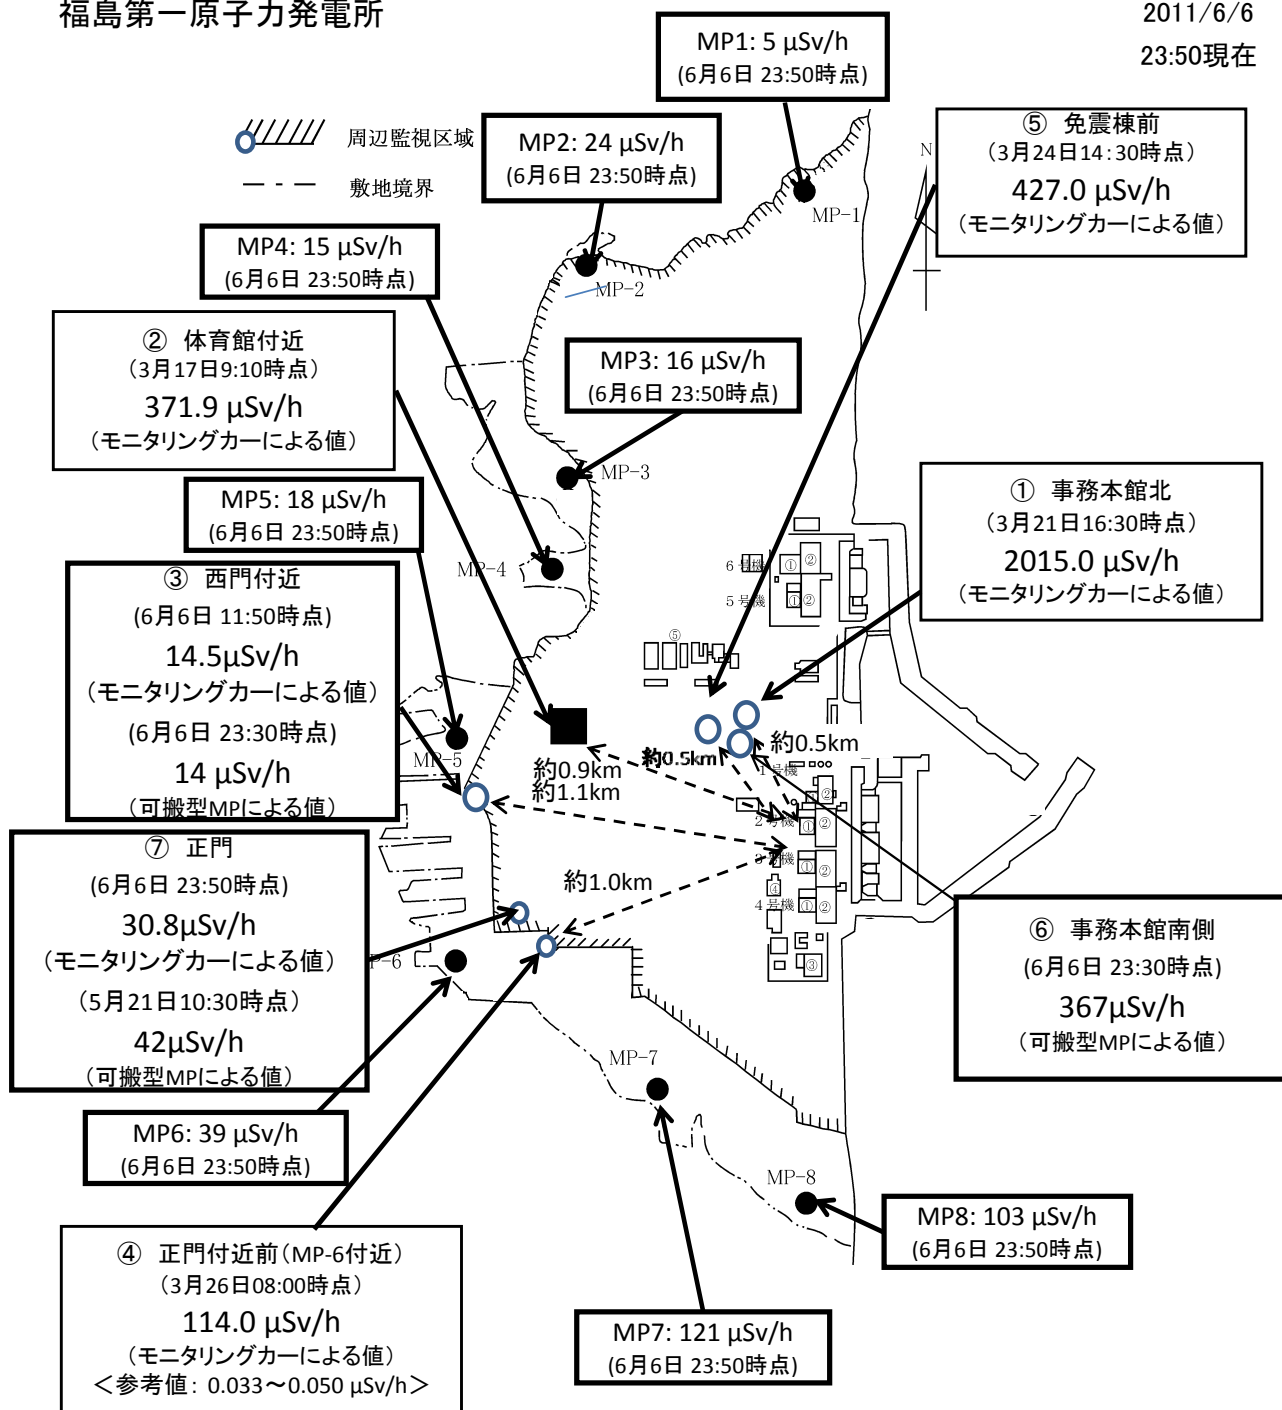 福島第一原子力発電所
2011/6/6
23:50現在
MP1: 5 μSv/h
(6月6日 23:50時点)
周辺監視区域
敷地境界
MP2: 24 μSv/h
(6月6日 23:50時点)
⑤ 免震棟前
(3月24日14:30時点)
427.0 μSv/h
(モニタリングカーによる値)
N
MP-1
MP4: 15 μSv/h
(6月6日 23:50時点)
MP-2
② 体育館付近
(3月17日9:10時点)
371.9 μSv/h
(モニタリングカーによる値)
MP3: 16 μSv/h
(6月6日 23:50時点)
MP-3
① 事務本館北
(3月21日16:30時点)
2015.0 μSv/h
(モニタリングカーによる値)
MP5: 18 μSv/h
(6月6日 23:50時点)
MP-4
6号機
① ②
5号機
① ②
③ 西門付近
(6月6日 11:50時点)
14.5μSv/h
(モニタリングカーによる値)
(6月6日 23:30時点)
14 μSv/h
(可搬型MPによる値)
⑤
MP-5
約0.9km
約1.1km
約0.5km
約0.5km
1号機
②
2号機
① ②
3号機
① ②
④
4号機
① ②
③
約1.0km
⑦ 正門
(6月6日 23:50時点)
30.8μSv/h
(モニタリングカーによる値)
(5月21日10:30時点)
42μSv/h
(可搬型MPによる値)
P-6
⑥ 事務本館南側
(6月6日 23:30時点)
367μSv/h
(可搬型MPによる値)
MP-7
MP6: 39 μSv/h
(6月6日 23:50時点)
MP-8
MP8: 103 μSv/h
(6月6日 23:50時点)
④ 正門付近前(MP-6付近)
(3月26日08:00時点)
114.0 μSv/h
(モニタリングカーによる値)
<参考値: 0.033~0.050 μSv/h>
MP7: 121 μSv/h
(6月6日 23:50時点)